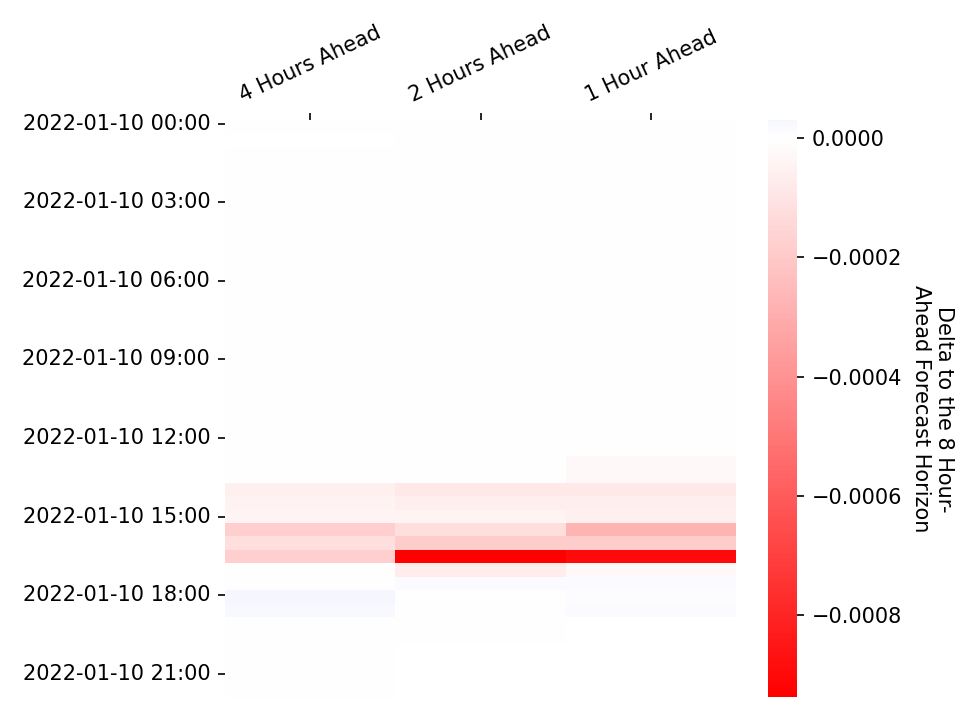 4 Hours Ahead
2 Hours Ahead
1 Hour Ahead
2022-01-10 00:00
2022-01-10 03:00
2022-01-10 06:00
2022-01-10 09:00
2022-01-10 12:00
2022-01-10 15:00
2022-01-10 18:00
2022-01-10 21:00
0.0000
−0.0002
−0.0004
−0.0006
−0.0008
Delta to the 8 Hour-
Ahead Forecast Horizon